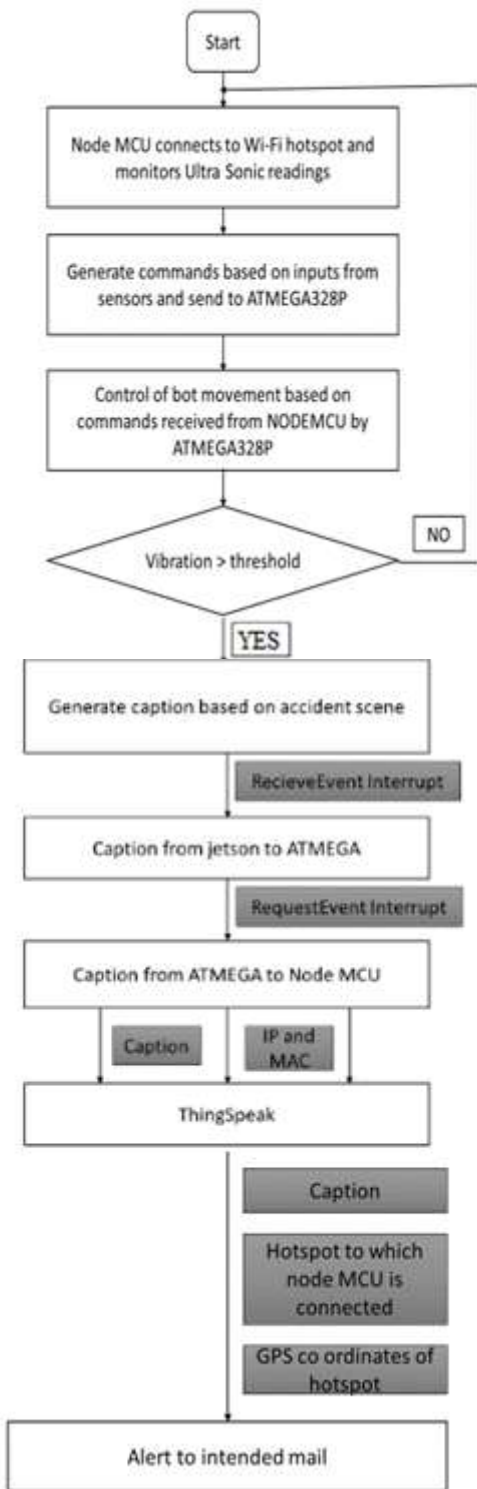 Start
Node MCU connects to Wi-Fi hotspot and
monitors Ultra Sonic readings
Generate commands based on inputs from
sensors and send to ATMEGA328P
Control of bot movement based on
commands received from NODEMCU by
ATMEGA328P
Vibration > threshold
NO
YES
Generate caption based on accident scene
RecieveEvent Interrupt
Caption from jetson to ATMEGA
RequestEvent Interrupt
Caption from ATMEGA to Node MCU
Caption
IP and
MAC
ThingSpeak
Caption
Hotspot to which
node MCU is
connected
GPS co ordinates of
hotspot
Alert to intended mail